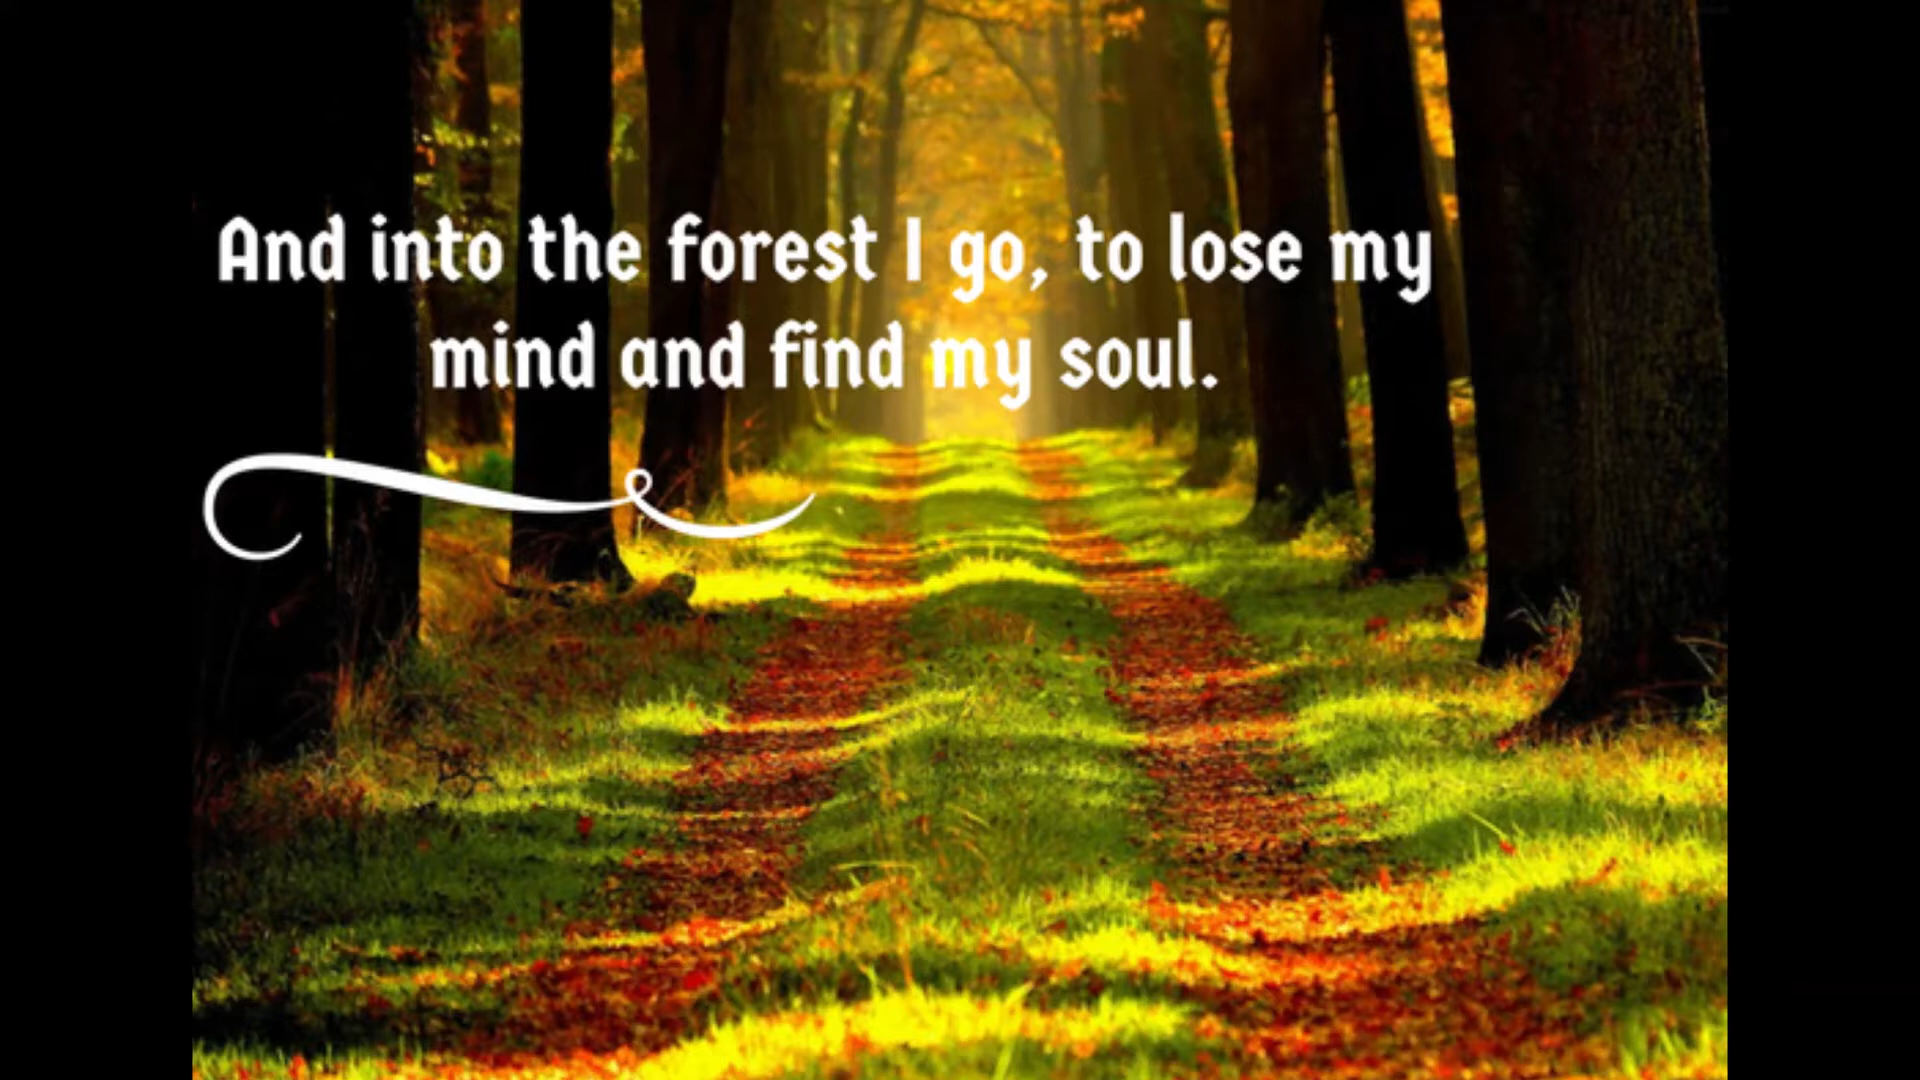 And into the forest I go, to lose my
mind and find my soul.